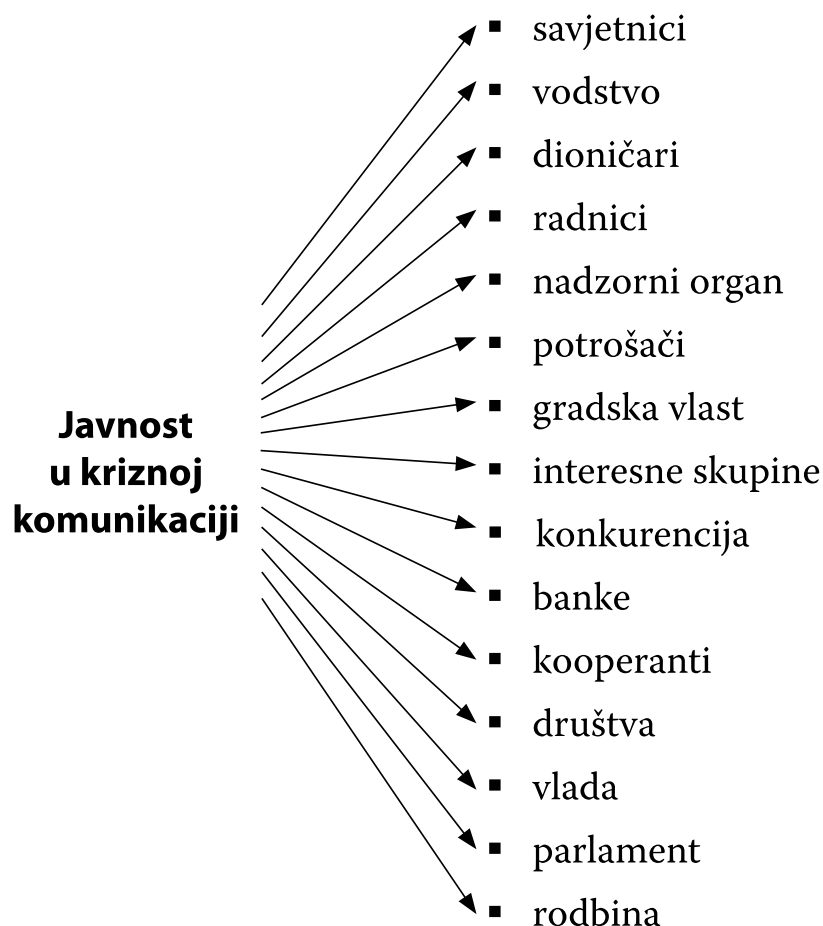 Javnost
u kriznoj
komunikaciji
▪ savjetnici
▪ vodstvo
▪ dioničari
▪ radnici
▪ nadzorni organ
▪ potrošači
▪ gradska vlast
▪ interesne skupine
▪ konkurencija
▪ banke
▪ kooperanti
▪ društva
▪ vlada
▪ parlament
▪ rodbina